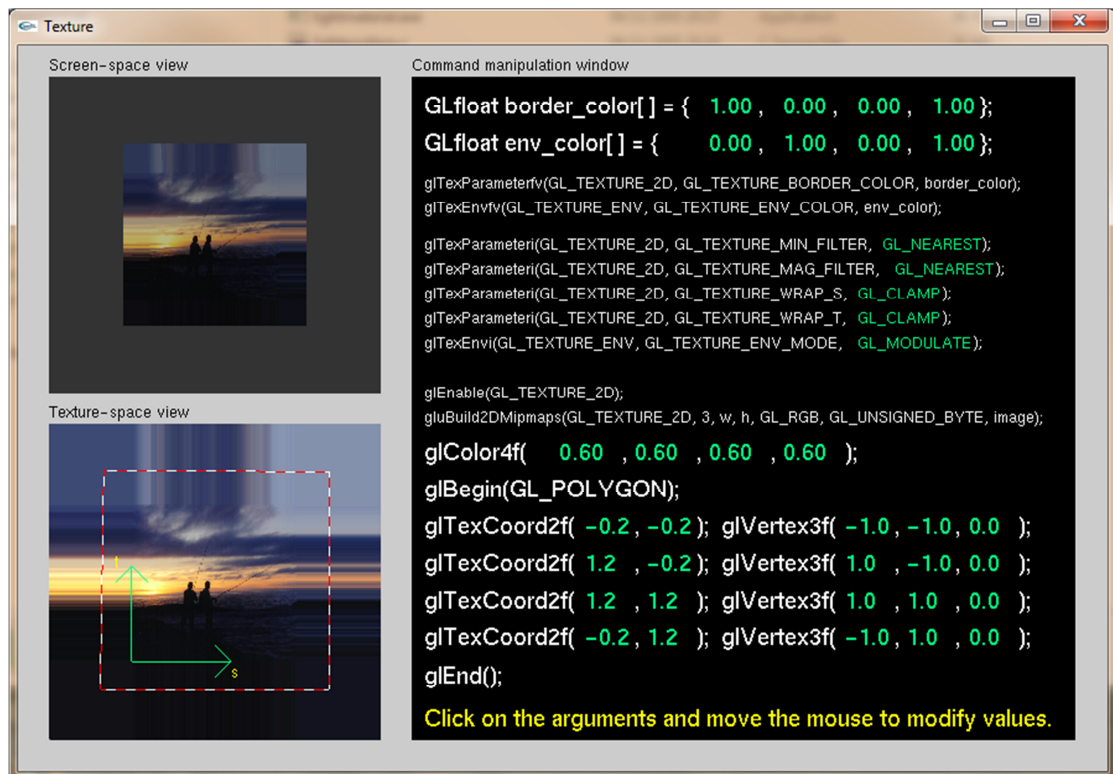 Texture
Screen-space view
Command manipulation window
GLfloat border_color[ ] = { 1.00 , 0.00 , 0.00 , 1.00 };
GLfloat env_color[ ] = { 0.00 , 1.00 , 0.00 , 1.00 };
glTexParameterfv(GL_TEXTURE_2D, GL_TEXTURE_BORDER_COLOR, border_color);
glTexEnvfv(GL_TEXTURE_ENV, GL_TEXTURE_ENV_COLOR, env_color);
glTexParameteri(GL_TEXTURE_2D, GL_TEXTURE_MIN_FILTER, GL_NEAREST);
glTexParameteri(GL_TEXTURE_2D, GL_TEXTURE_MAG_FILTER, GL_NEAREST);
glTexParameteri(GL_TEXTURE_2D, GL_TEXTURE_WRAP_S, GL_CLAMP);
glTexParameteri(GL_TEXTURE_2D, GL_TEXTURE_WRAP_T, GL_CLAMP);
glTexEnvi(GL_TEXTURE_ENV, GL_TEXTURE_ENV_MODE, GL_MODULATE);
glEnable(GL_TEXTURE_2D);
gluBuild2DMipmaps(GL_TEXTURE_2D, 3, w, h, GL_RGB, GL_UNSIGNED_BYTE, image);
glColor4f( 0.60 , 0.60 , 0.60 , 0.60 );
glBegin(GL_POLYGON);
glTexCoord2f( -0.2 , -0.2 ); glVertex3f( -1.0 , -1.0 , 0.0 );
glTexCoord2f( 1.2 , -0.2 ); glVertex3f( 1.0 , -1.0 , 0.0 );
glTexCoord2f( 1.2 , 1.2 ); glVertex3f( 1.0 , 1.0 , 0.0 );
glTexCoord2f( -0.2 , 1.2 ); glVertex3f( -1.0 , 1.0 , 0.0 );
glEnd();
Click on the arguments and move the mouse to modify values.
Texture-space view
t
s